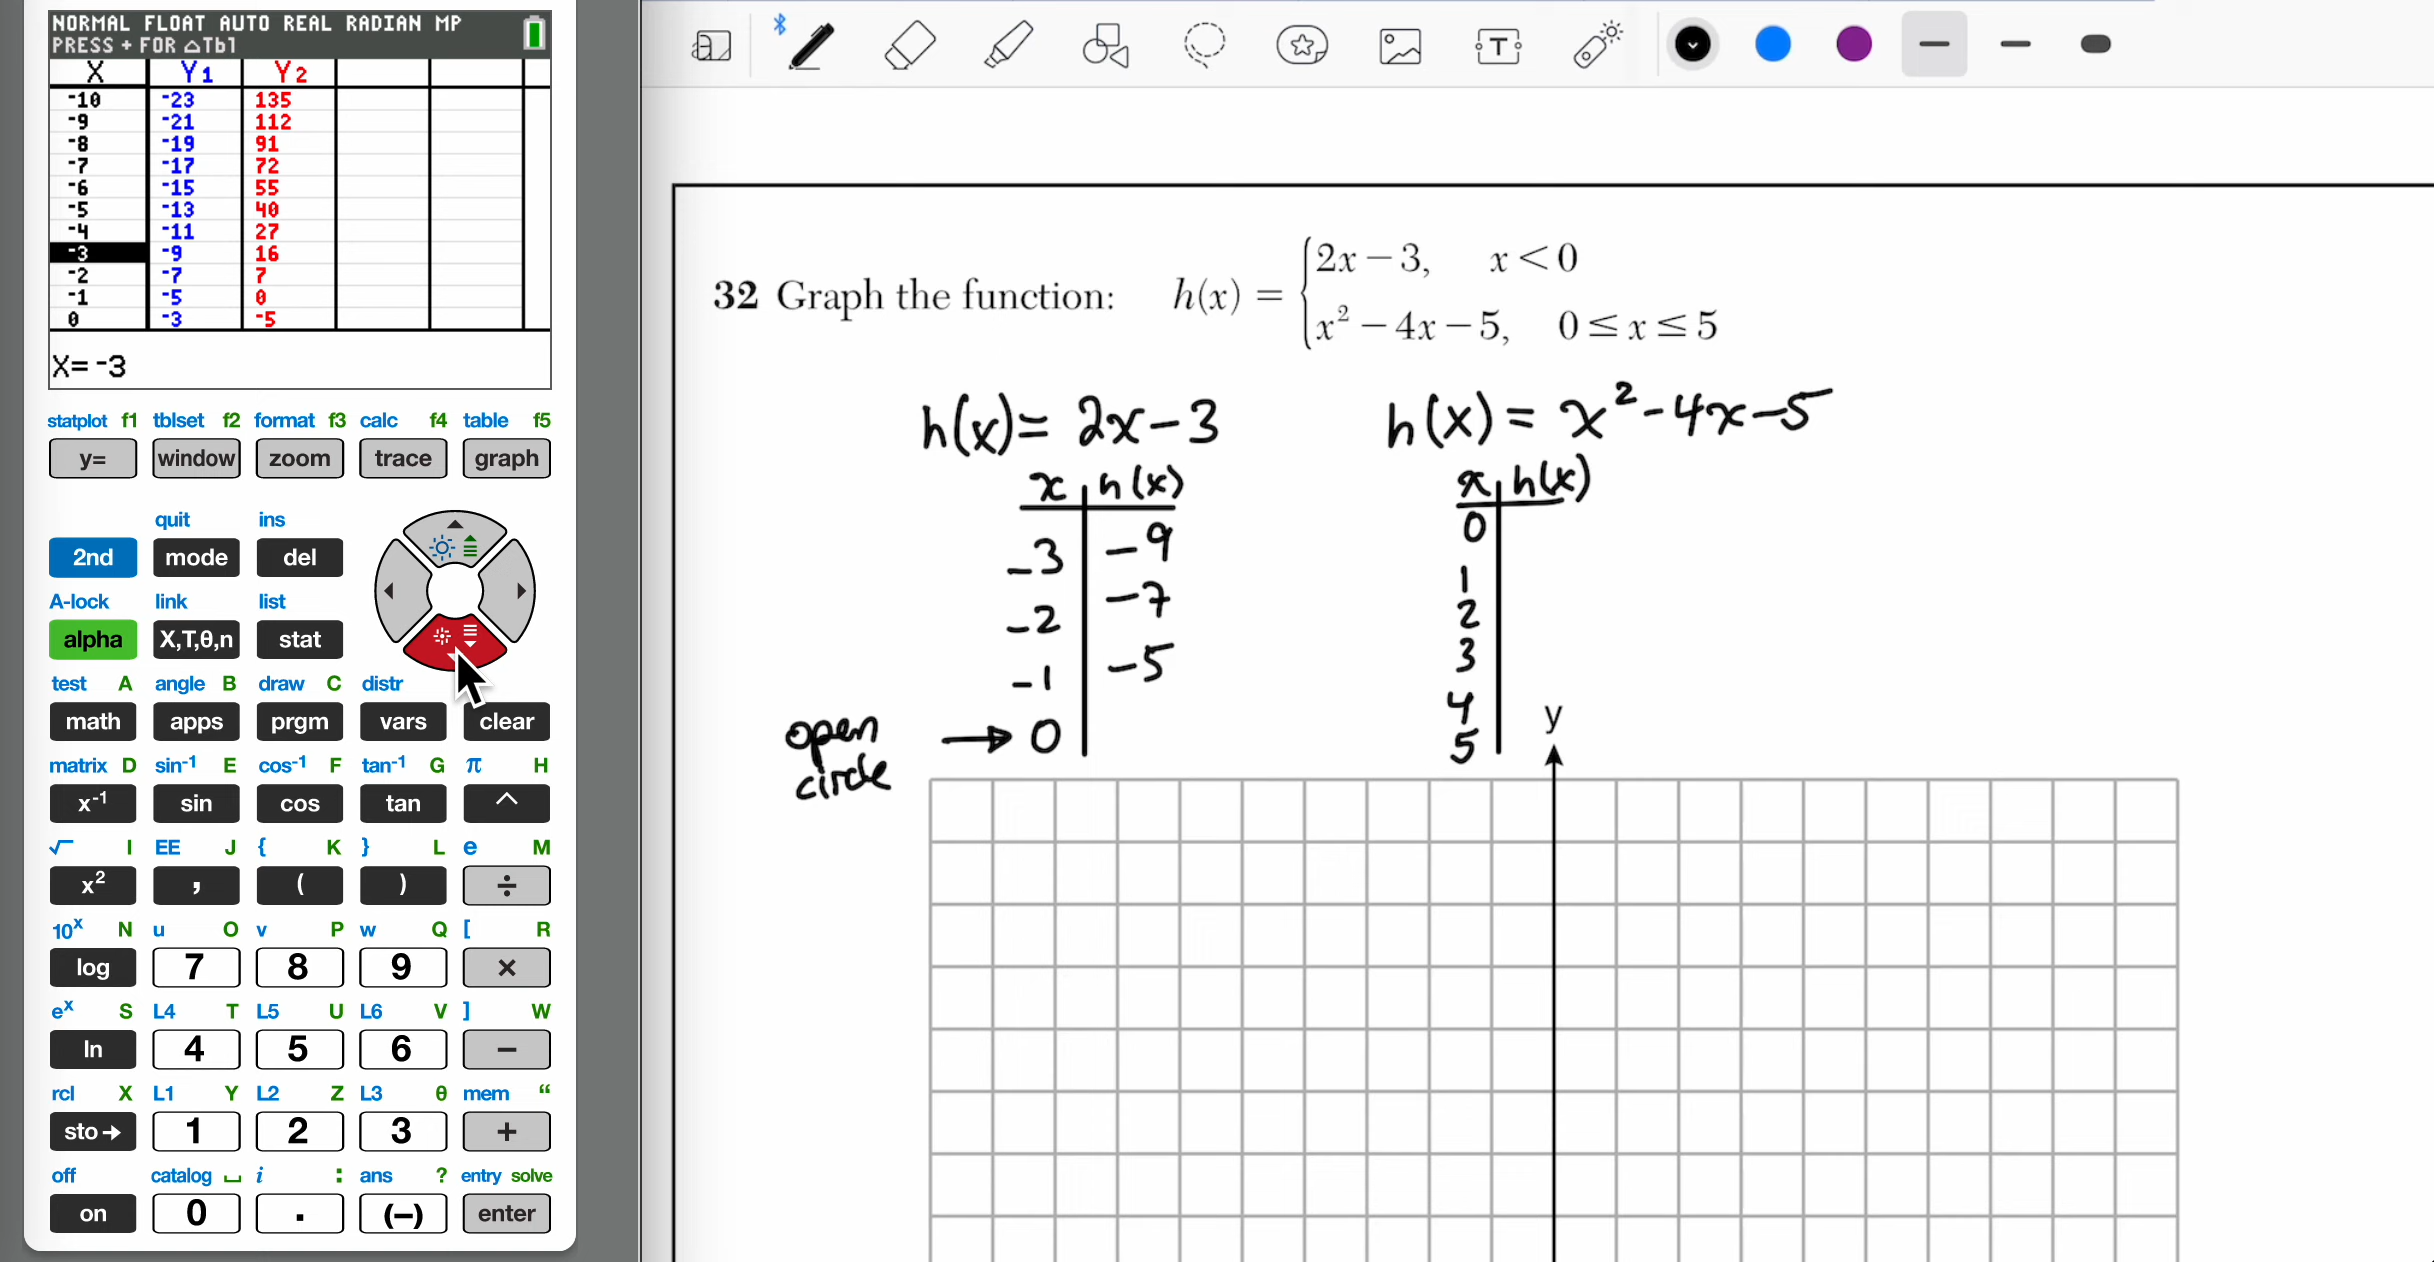 NORMAL FLOAT AUTO REAL RADIAN MP
PRESS + FOR △Tbl
X Y1 Y2
-10 -23 135
-9 -21 112
-8 -19 91
-7 -17 72
-6 -15 55
-5 -13 40
-4 -11 27
-3 -9 16
-2 -7 7
-1 -5 0
0 -3 -5
X= -3
statplot f1 tblset f2 format f3 calc f4 table f5
y= window zoom trace graph
quit ins
2nd mode del
A-lock link list
alpha X,T,θ,n stat
test A angle B draw C distr
math apps prgm vars clear
matrix D sin⁻¹ E cos⁻¹ F tan⁻¹ G π H
x⁻¹ sin cos tan ^
√ I EE J { K } L e M
x² , ( ) ÷
10ˣ N u O v P w Q [ R
log 7 8 9 ×
eˣ S L4 T L5 U L6 V ] W
ln 4 5 6 −
rcl X L1 Y L2 Z L3 θ mem “
sto→ 1 2 3 +
off catalog ⎵ i : ans ? entry solve
on 0 . (–) enter
a T
32 Graph the function: h(x) = { 2x − 3, x < 0
x² − 4x − 5, 0 ≤ x ≤ 5
h(x) = 2x − 3
x h(x)
-3 -9
-2 -7
-1 -5
open circle → 0
h(x) = x² - 4x - 5
x h(x)
0
1
2
3
4
5
y